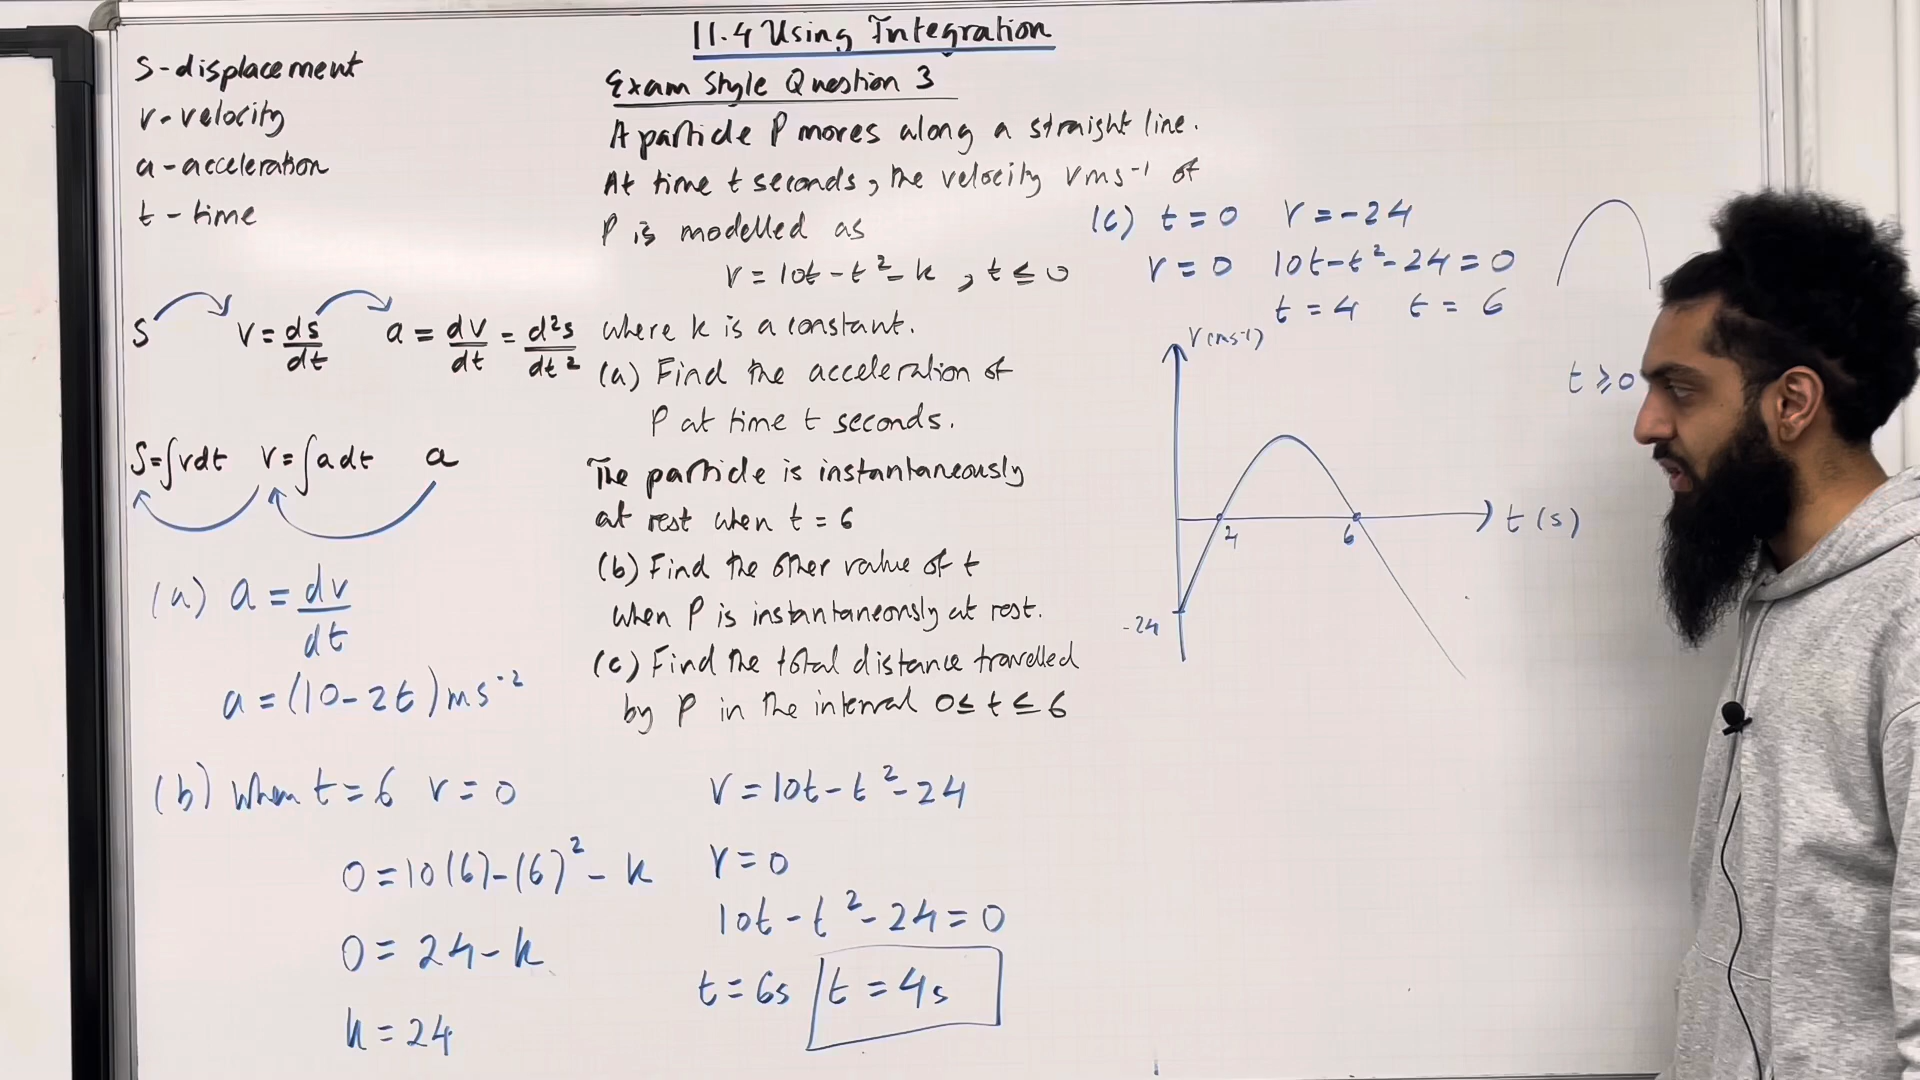 11.4 Using Integration
s - displacement
v - velocity
a - acceleration
t - time
s v = ds/dt a = dv/dt = d²s/dt²
s = ∫vdt v = ∫adt a
(a) a = dv/dt
a = (10 - 2t) ms⁻²
(b) When t = 6 v = 0
0 = 10(6) - (6)² - k
0 = 24 - k
k = 24
Exam Style Question 3
A particle P moves along a straight line.
At time t seconds, the velocity v ms⁻¹ of
P is modelled as
v = 10t - t² - k , t ≤ 0
where k is a constant.
(a) Find the acceleration of
P at time t seconds.
The particle is instantaneously
at rest when t = 6
(b) Find the other value of t
when P is instantaneously at rest.
(c) Find the total distance travelled
by P in the interval 0 ≤ t ≤ 6
v = 10t - t² - 24
v = 0
10t - t² - 24 = 0
t = 6s t = 4s
(c) t = 0 v = -24
v = 0 10t - t² - 24 = 0
t = 4 t = 6
t ≥ 0
v (ms⁻¹)
t (s)
4 6
-24